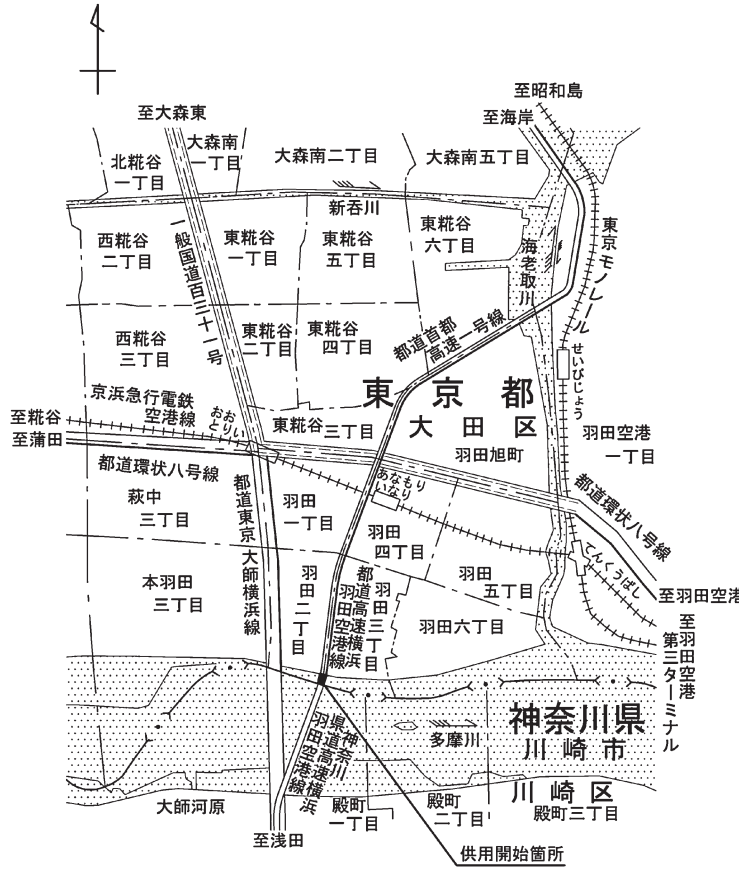 至昭和島
至大森東
至海岸
大森南
一丁目
大森南二丁目
大森南五丁目
北糀谷
一丁目
新呑川
西糀谷
二丁目
一般国道百三十一号
東糀谷
一丁目
東糀谷
五丁目
東糀谷
六丁目
海老取川
東京モノレール
西糀谷
三丁目
東糀谷
二丁目
東糀谷
四丁目
都道首都
高速一号線
せいびじょう
京浜急行電鉄
空港線
おおとりい
東糀谷三丁目
東京都
大田区
羽田旭町
羽田空港
一丁目
至糀谷
至蒲田
都道環状八号線
萩中
三丁目
都道東京大師横浜線
羽田
一丁目
あなもりいなり
羽田
四丁目
都道環状八号線
てんくうばし
至羽田空港
本羽田
三丁目
羽田二丁目
都道高速横浜
羽田空港線
羽田三丁目
羽田
五丁目
羽田六丁目
至羽田空港
第三ターミナル
神奈川県
川崎市
川崎区
多摩川
神奈川
県道高速横浜
羽田空港線
大師河原
殿町
一丁目
殿町
二丁目
殿町三丁目
至浅田
供用開始箇所